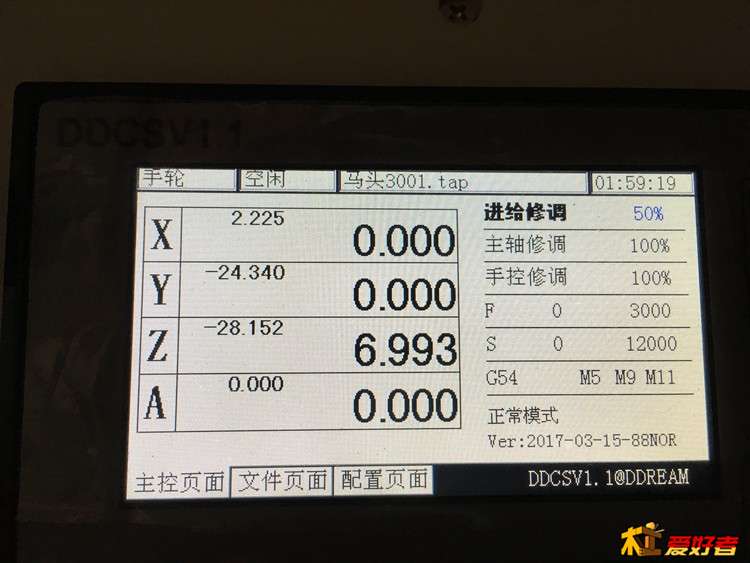 DDCSV1.1
手轮 空闲 马头3001.tap 01:59:19
X 2.225 0.000
Y -24.340 0.000
Z -28.152 6.993
A 0.000 0.000
进给修调 50%
主轴修调 100%
手控修调 100%
F 0 3000
S 0 12000
G54 M5 M9 M11
正常模式
Ver:2017-03-15-88NOR
主控页面 文件页面 配置页面 DDCSV1.1@DDREAM
木工爱好者